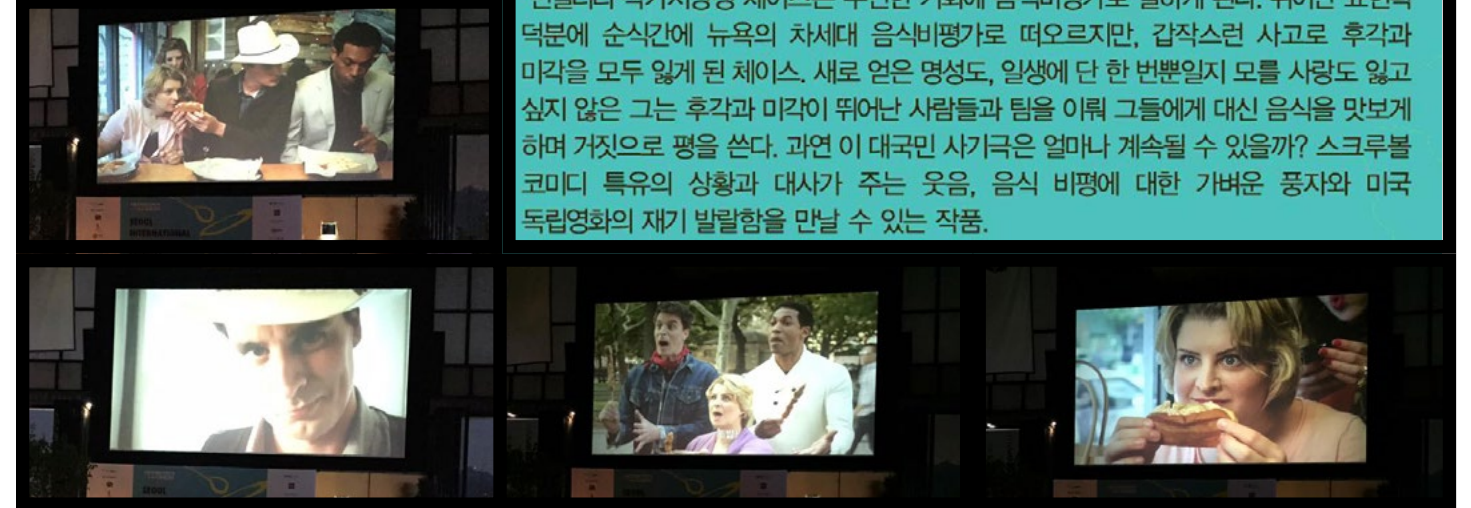 덕분에 순식간에 뉴욕의 차세대 음식비평가로 떠오르지만, 갑작스런 사고로 후각과
미각을 모두 잃게 된 체이스. 새로 얻은 명성도, 일생에 단 한 번뿐일지 모를 사랑도 잃고
싶지 않은 그는 후각과 미각이 뛰어난 사람들과 팀을 이뤄 그들에게 대신 음식을 맛보게
하며 거짓으로 평을 쓴다. 과연 이 대국민 사기극은 얼마나 계속될 수 있을까? 스크루볼
코미디 특유의 상황과 대사가 주는 웃음, 음식 비평에 대한 가벼운 풍자와 미국
독립영화의 재기 발랄함을 만날 수 있는 작품.
SEOUL
INTERNATIONAL
SEOUL
SEOUL